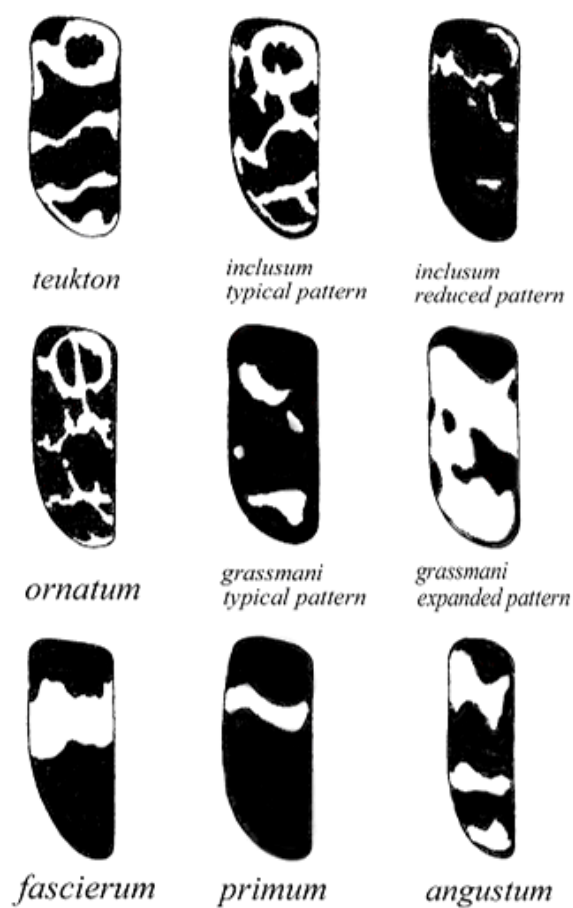 teukton
inclusum
typical pattern
inclusum
reduced pattern
ornatum
grassmani
typical pattern
grassmani
expanded pattern
fascierum
primum
angustum